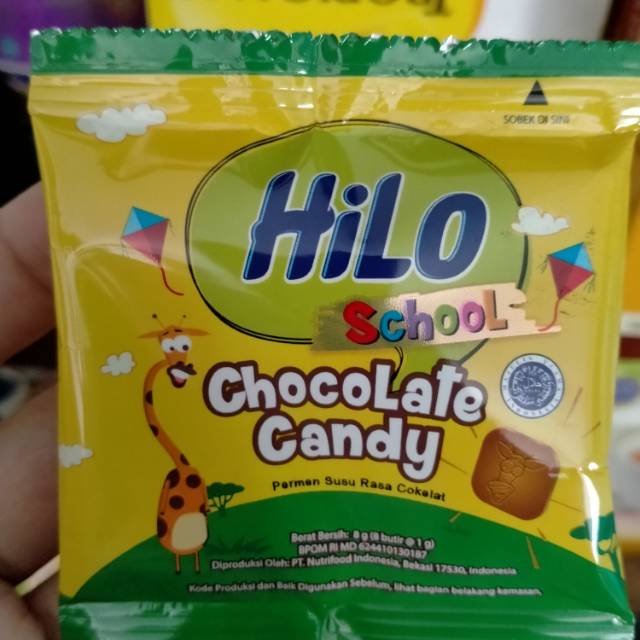 SOBEK DI SINI
HiLo
School
Chocolate
Candy
Permen Susu Rasa Cokelat
Berat Bersih: 8 g (8 butir @ 1 g)
BPOM RI MD 624410130187
Diproduksi Oleh: PT. Nutrifood Indonesia, Bekasi 17530, Indonesia
Kode Produksi dan Baik Digunakan Sebelum, lihat bagian belakang kemasan.